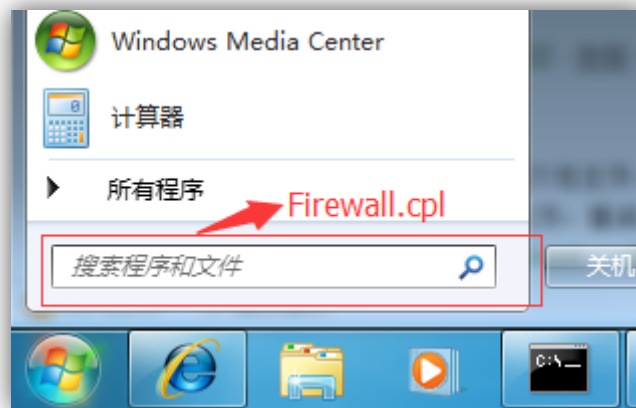 Windows Media Center
计算器
所有程序
Firewall.cpl
搜索程序和文件
关机
C:\